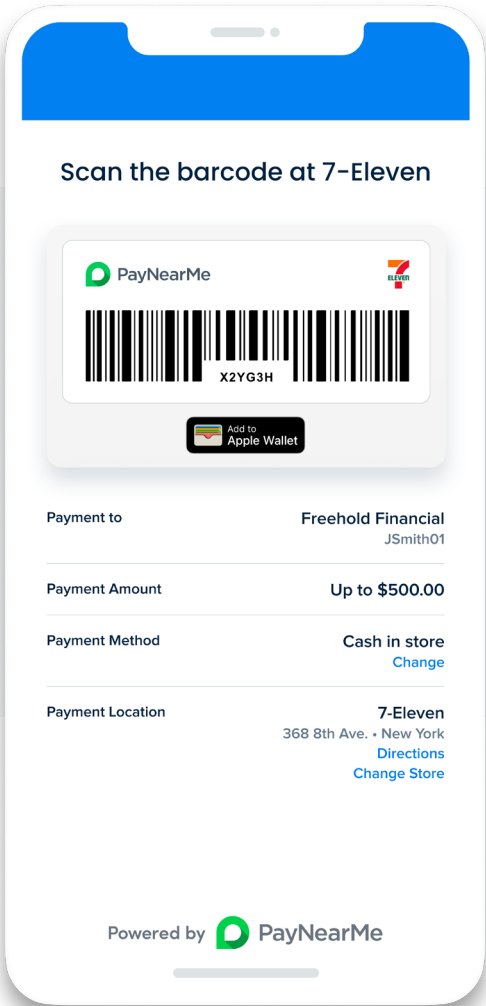 Scan the barcode at 7-Eleven
PayNearMe
7
ELEVEN
X2YG3H
Add to
Apple Wallet
Payment to
Freehold Financial
JSmith01
Payment Amount
Up to $500.00
Payment Method
Cash in store
Change
Payment Location
7-Eleven
368 8th Ave. • New York
Directions
Change Store
Powered by PayNearMe